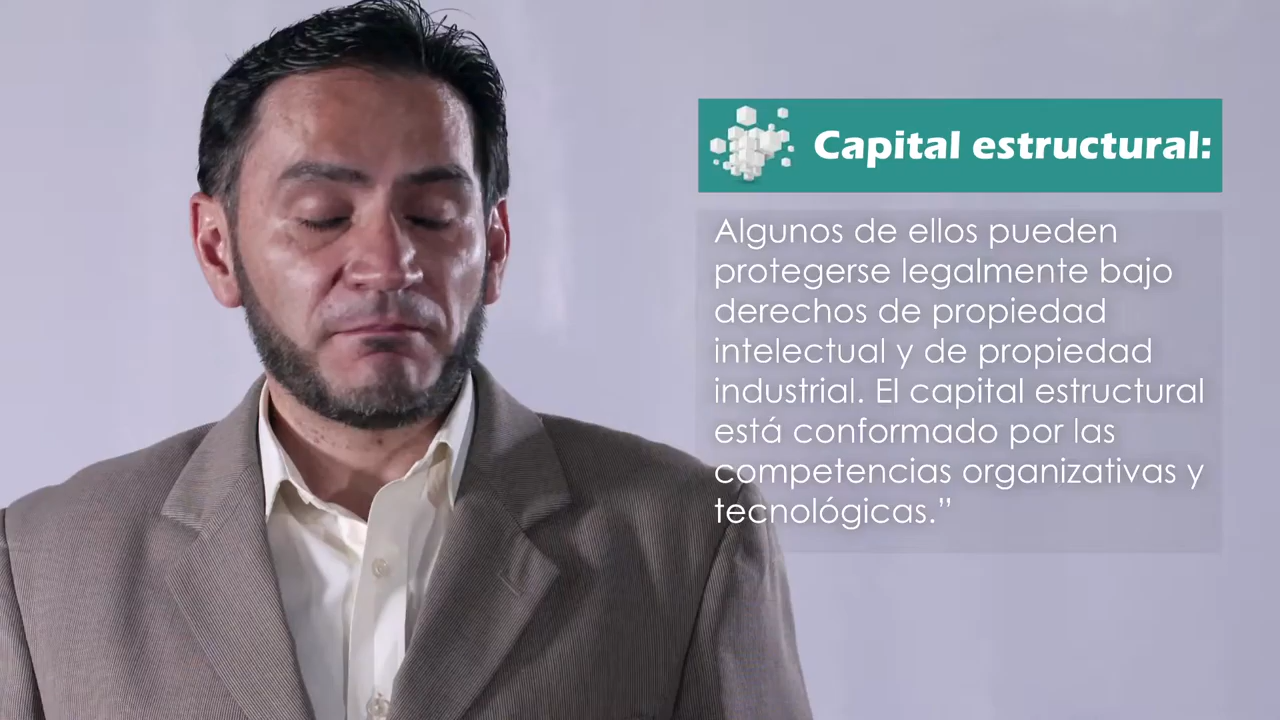 Capital estructural:
Algunos de ellos pueden
protegerse legalmente bajo
derechos de propiedad
intelectual y de propiedad
industrial. El capital estructural
está conformado por las
competencias organizativas y
tecnológicas.”